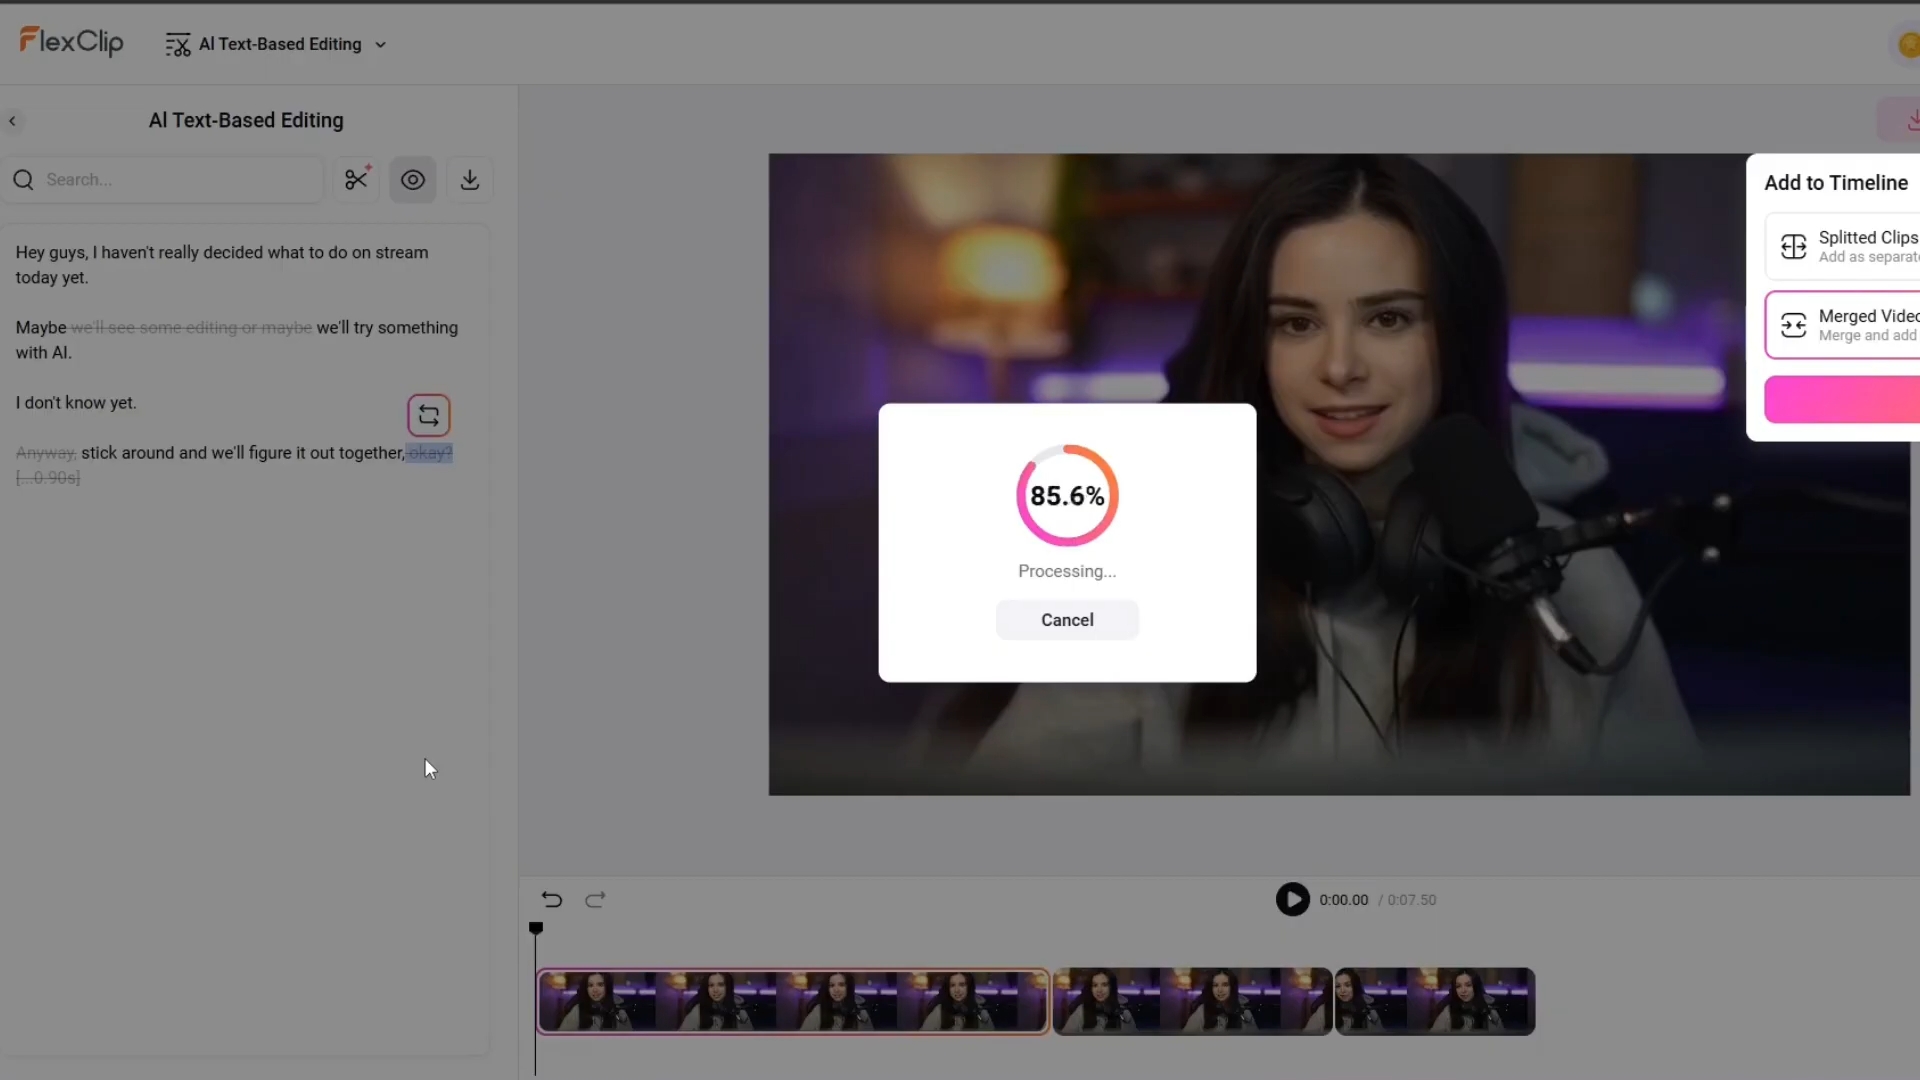 FlexClip
AI Text-Based Editing
AI Text-Based Editing
Search...
Hey guys, I haven't really decided what to do on stream
today yet.
Maybe we'll see some editing or maybe we'll try something
with AI.
I don't know yet.
Anyway, stick around and we'll figure it out together, okay?
[...0.90s]
85.6%
Processing...
Cancel
Add to Timeline
Splitted Clips
Add as separate
Merged Video
Merge and add
0:00.00 / 0:07.50